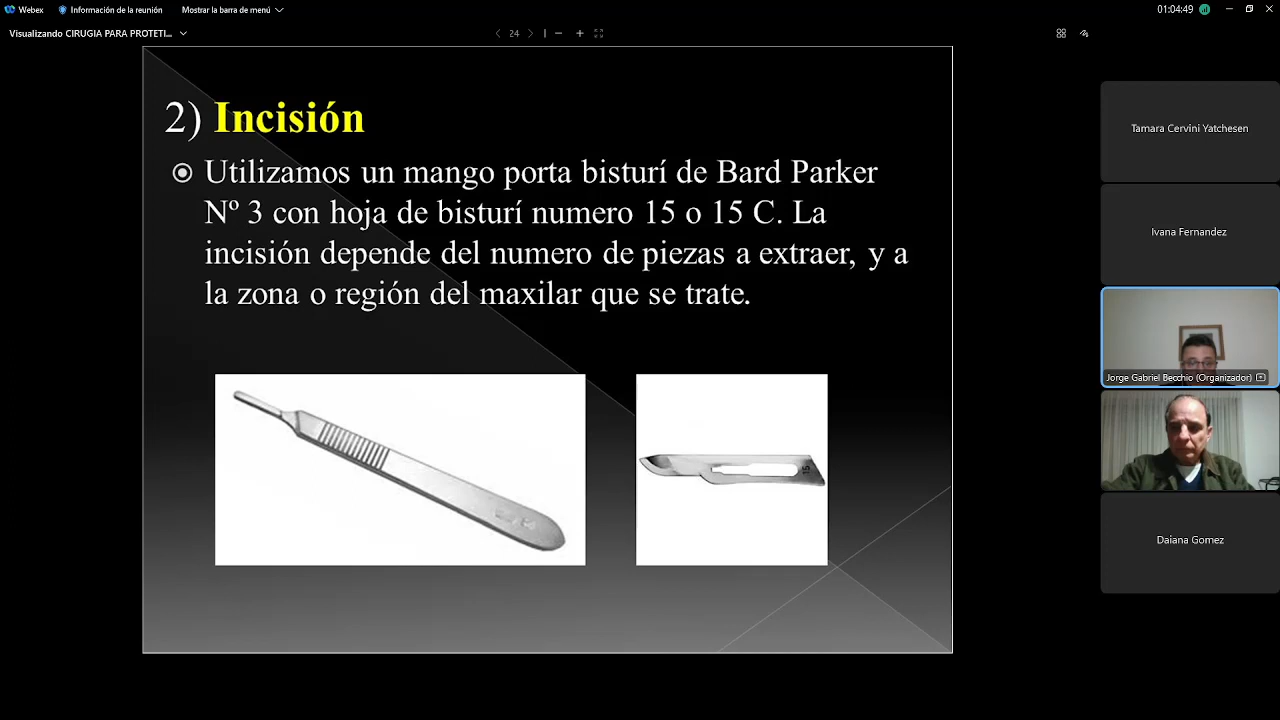 Webex
Información de la reunión
Mostrar la barra de menú
01:04:49
Visualizando CIRUGIA PARA PROTETI...
24
2) Incisión
Utilizamos un mango porta bisturí de Bard Parker
Nº 3 con hoja de bisturí numero 15 o 15 C. La
incisión depende del numero de piezas a extraer, y a
la zona o región del maxilar que se trate.
15
Tamara Cervini Yatchesen
Ivana Fernandez
Jorge Gabriel Becchio (Organizador)
Daiana Gomez